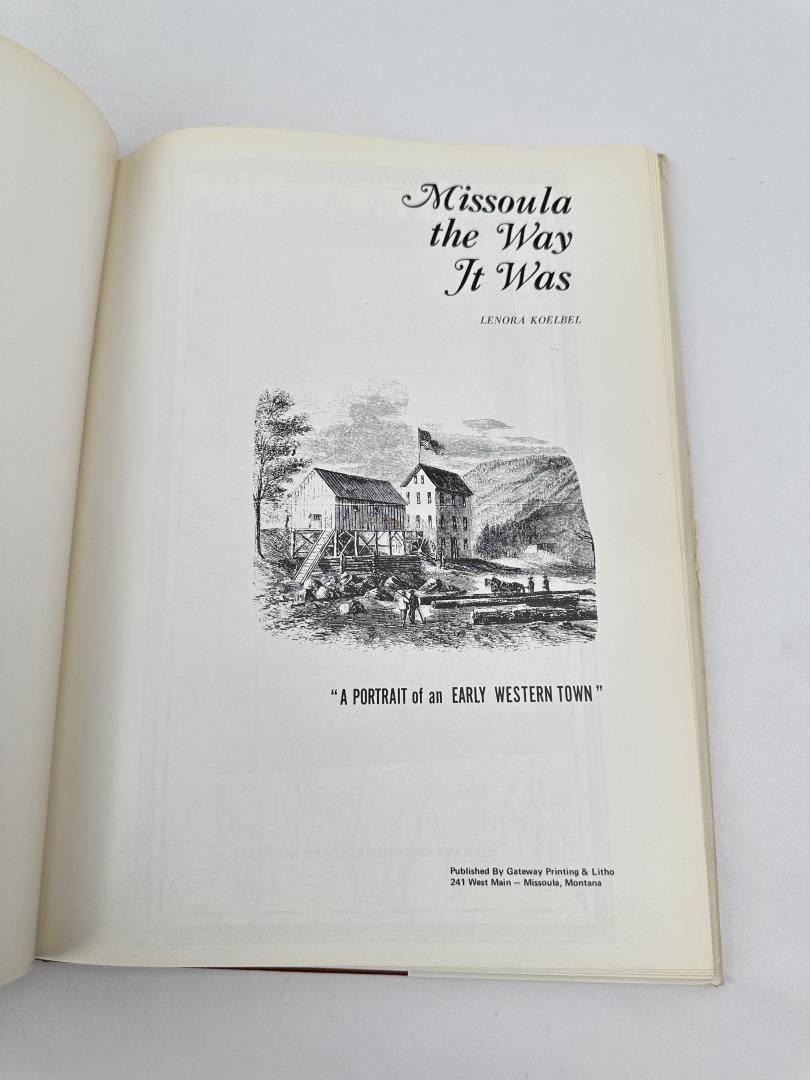 Missoula
the Way
It Was
LENORA KOELBEL
"A PORTRAIT of an EARLY WESTERN TOWN"
Published By Gateway Printing & Litho
241 West Main — Missoula, Montana